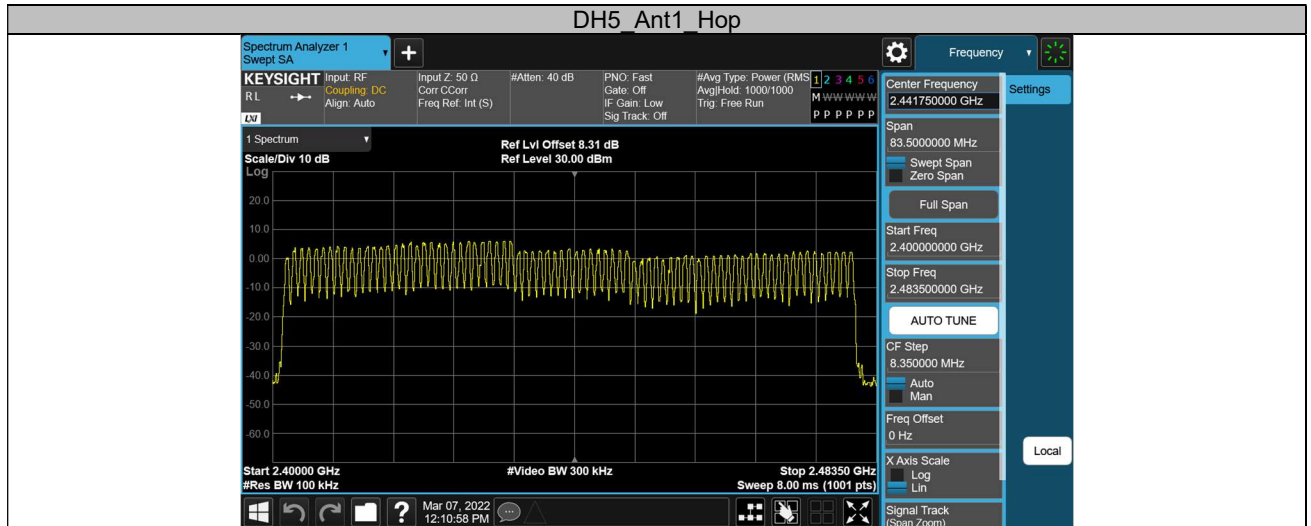 DH5_Ant1_Hop
Spectrum Analyzer 1
Swept SA
Frequency
KEYSIGHT
RL
LXI
Input: RF
Coupling: DC
Align: Auto
Input Z: 50 Ω
Corr CCorr
Freq Ref: Int (S)
#Atten: 40 dB
PNO: Fast
Gate: Off
IF Gain: Low
Sig Track: Off
#Avg Type: Power (RMS
Avg|Hold: 1000/1000
Trig: Free Run
1 2 3 4 5 6
M W W W W W
P P P P P P
Center Frequency
2.441750000 GHz
Settings
Span
83.5000000 MHz
Swept Span
Zero Span
Full Span
Start Freq
2.400000000 GHz
Stop Freq
2.483500000 GHz
AUTO TUNE
CF Step
8.350000 MHz
Auto
Man
Freq Offset
0 Hz
X Axis Scale
Log
Lin
Signal Track
(Span Zoom)
Local
1 Spectrum
Scale/Div 10 dB
Ref Lvl Offset 8.31 dB
Ref Level 30.00 dBm
Log
20.0
10.0
0.00
-10.0
-20.0
-30.0
-40.0
-50.0
-60.0
Start 2.40000 GHz
#Video BW 300 kHz
Stop 2.48350 GHz
#Res BW 100 kHz
Sweep 8.00 ms (1001 pts)
?
Mar 07, 2022
12:10:58 PM